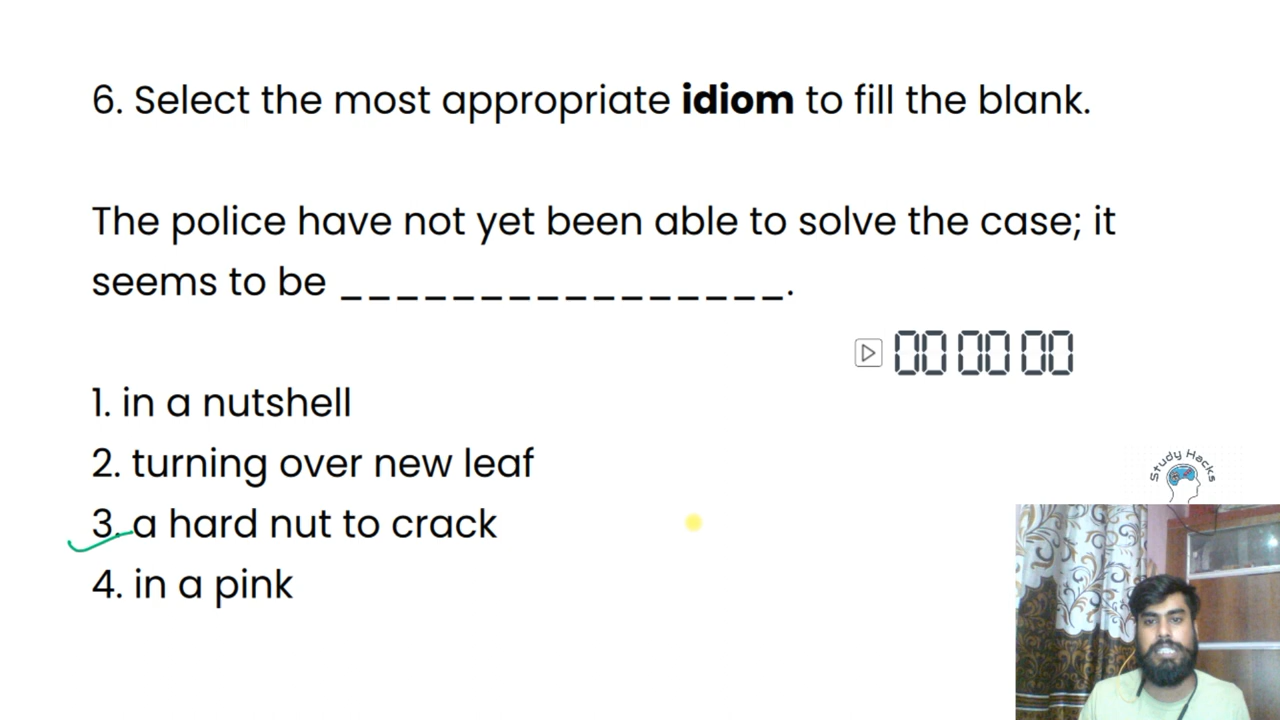 6. Select the most appropriate idiom to fill the blank.
The police have not yet been able to solve the case; it
seems to be _ _ _ _ _ _ _ _ _ _ _ _ _ _ _ _.
00 00 00
1. in a nutshell
2. turning over new leaf
3. a hard nut to crack
4. in a pink
Study Hacks